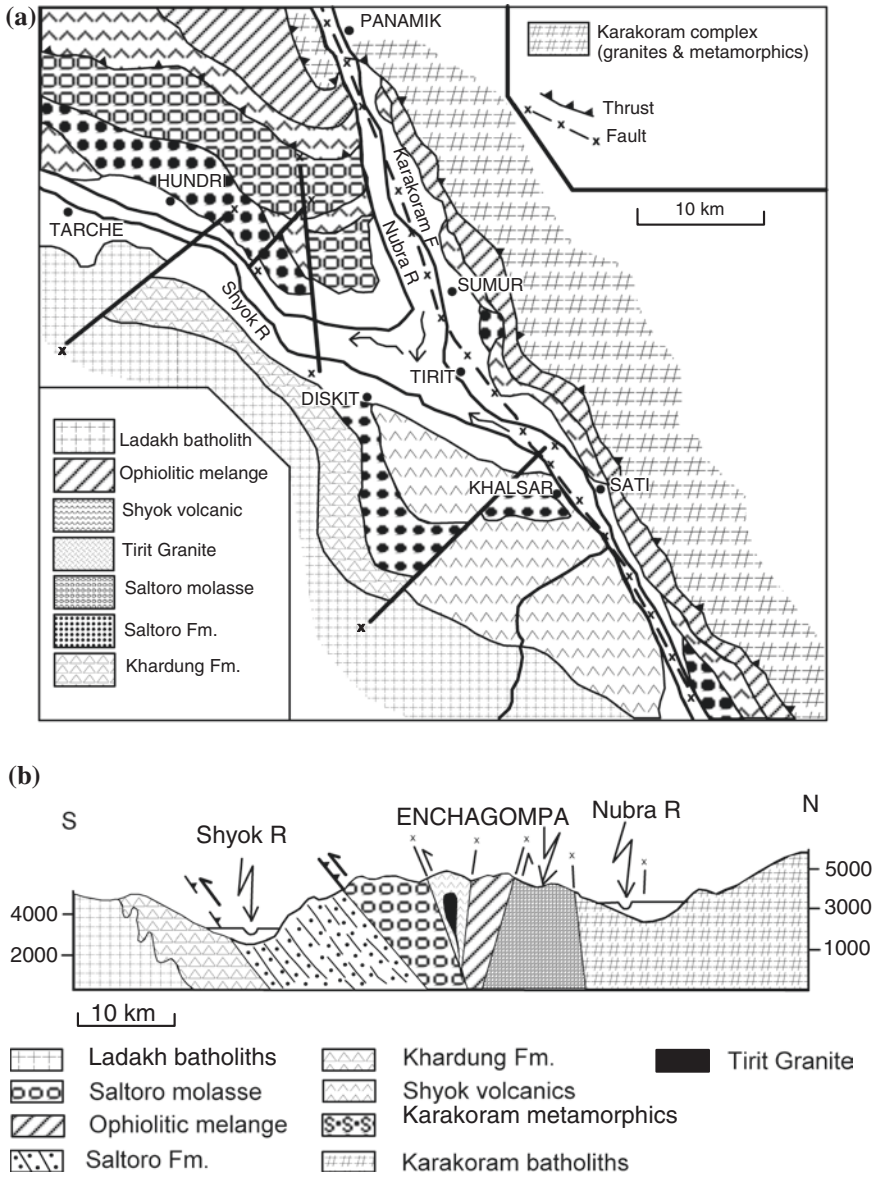 (a)
PANAMIK
Karakoram complex
(granites & metamorphics)
Thrust
x x x
Fault
10 km
HUNDRI
TARCHE
Karakoram F
Nubra R
Shyok R
SUMUR
TIRIT
DISKIT
KHALSAR
SATI
Ladakh batholith
Ophiolitic melange
Shyok volcanic
Tirit Granite
Saltoro molasse
Saltoro Fm.
Khardung Fm.
(b)
S
Shyok R
ENCHAGOMPA
Nubra R
N
x x x x x
4000
2000
5000
3000
1000
10 km
Ladakh batholiths
Khardung Fm.
Tirit Granite
Saltoro molasse
Shyok volcanics
Ophiolitic melange
S S
Karakoram metamorphics
Saltoro Fm.
Karakoram batholiths